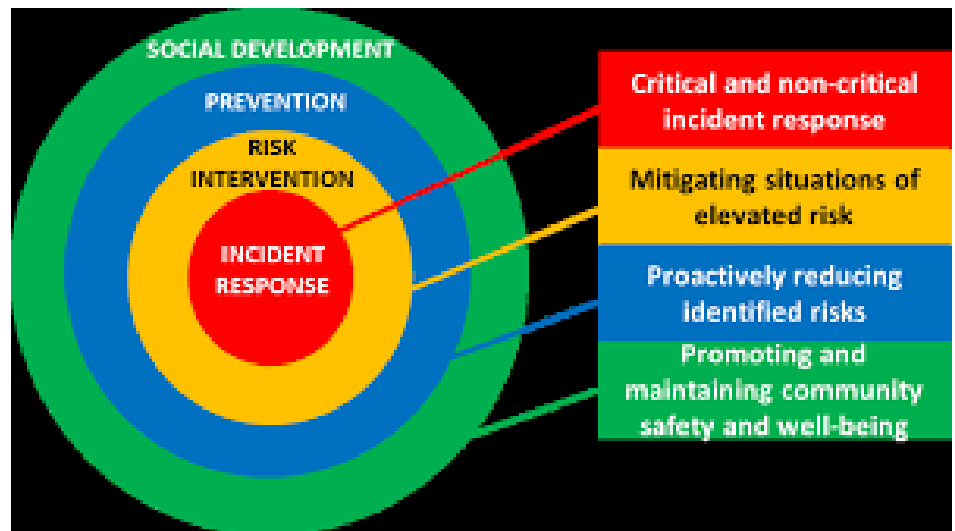 SOCIAL DEVELOPMENT
PREVENTION
RISK
INTERVENTION
INCIDENT
RESPONSE
Critical and non-critical
incident response
Mitigating situations of
elevated risk
Proactively reducing
identified risks
Promoting and
maintaining community
safety and well-being